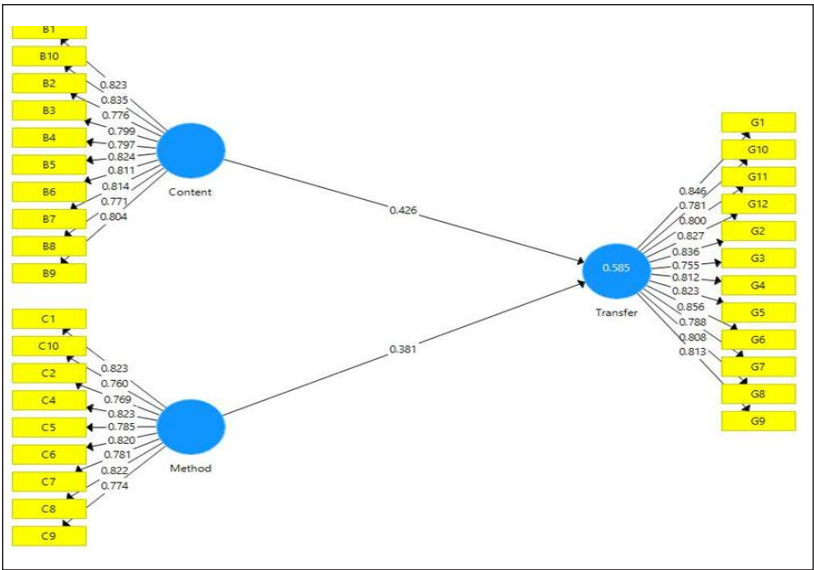 B1
B10
B2
B3
B4
B5
B6
B7
B8
B9
0.823
0.835
0.776
0.799
0.797
0.824
0.811
0.814
0.771
0.804
Content
0.426
C1
C10
C2
C4
C5
C6
C7
C8
C9
0.823
0.760
0.769
0.823
0.785
0.820
0.781
0.822
0.774
Method
0.381
0.585
Transfer
0.846
0.781
0.800
0.827
0.836
0.755
0.812
0.823
0.856
0.788
0.808
0.813
G1
G10
G11
G12
G2
G3
G4
G5
G6
G7
G8
G9